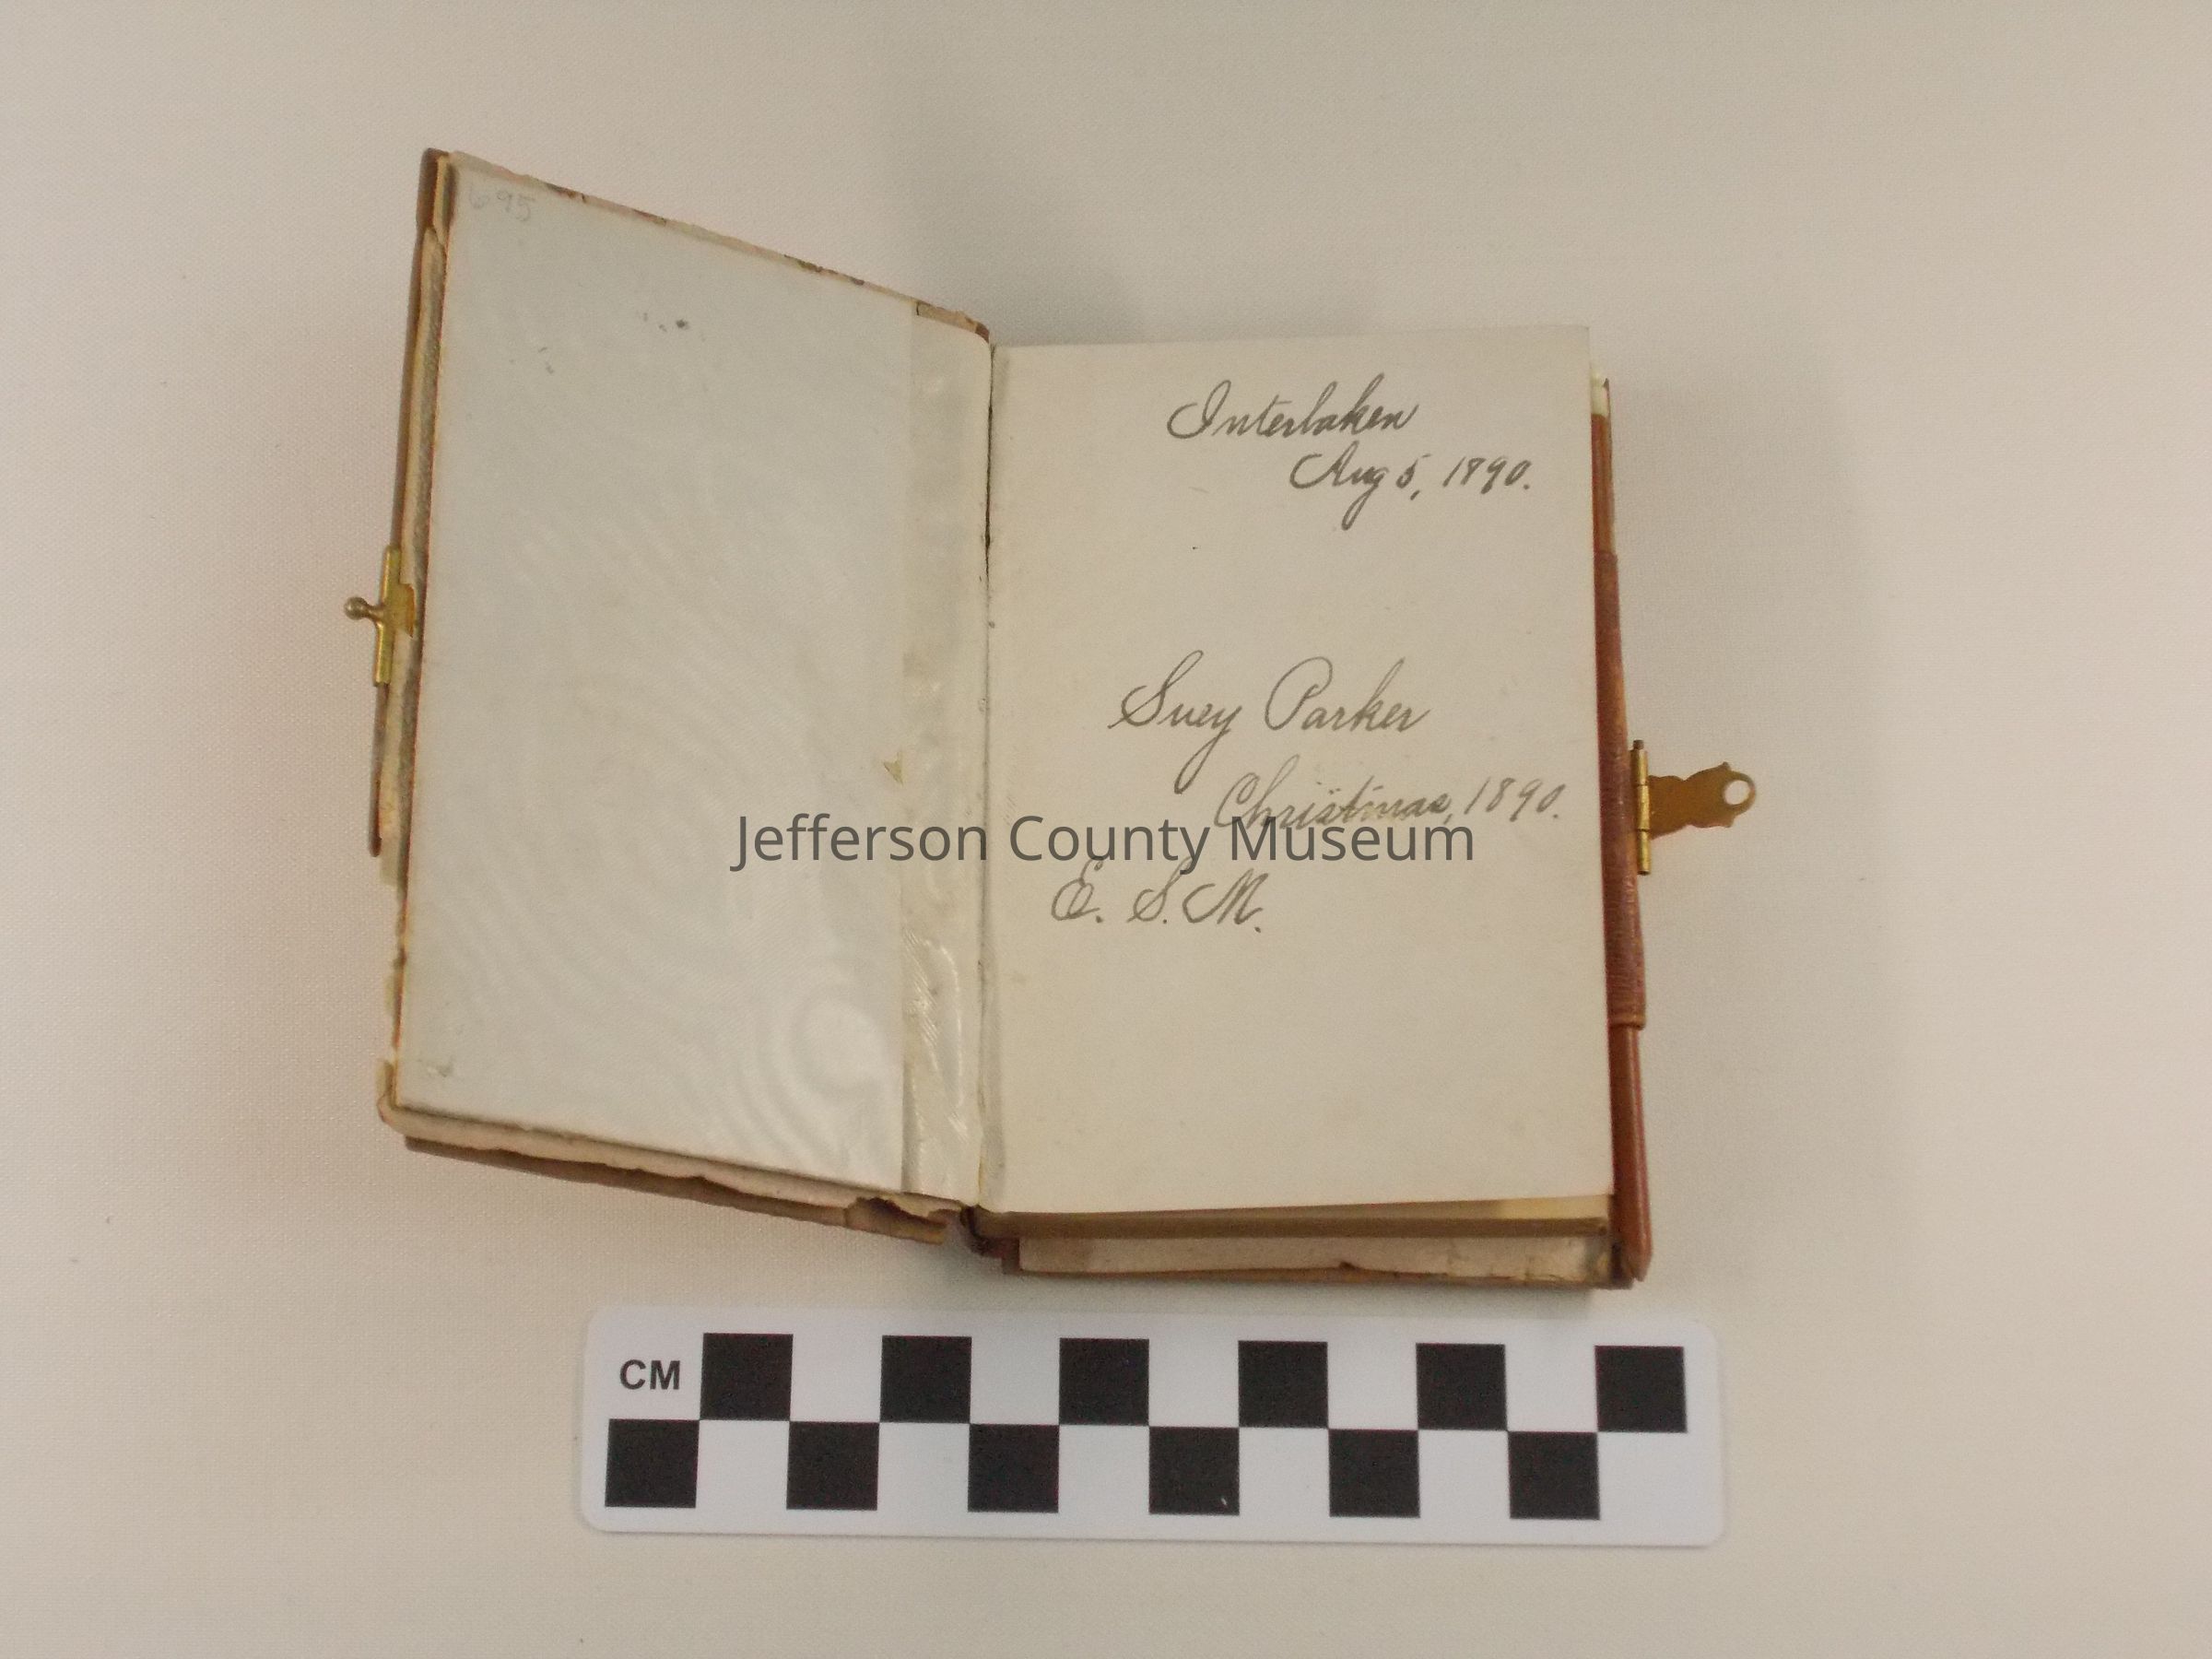 695
Interlaken
Aug 5, 1890.
Suey Parker
Christmas, 1890.
Jefferson County Museum
E. S. M.
CM